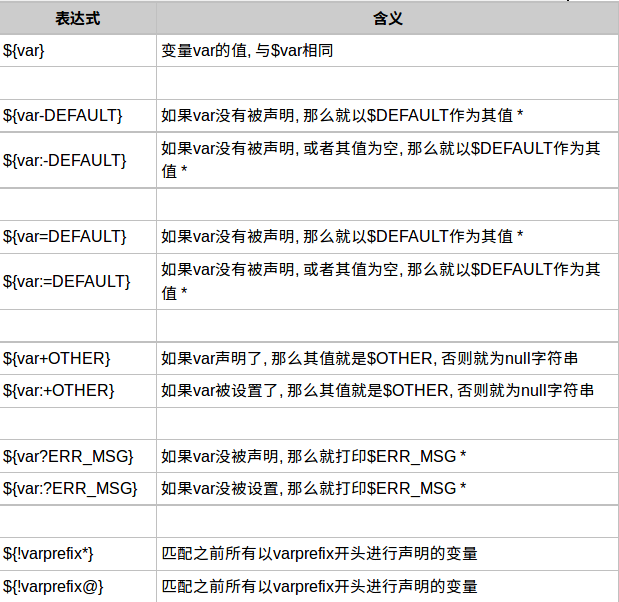 表达式 含义
${var} 变量var的值, 与$var相同
${var-DEFAULT} 如果var没有被声明, 那么就以$DEFAULT作为其值 *
${var:-DEFAULT} 如果var没有被声明, 或者其值为空, 那么就以$DEFAULT作为其
值 *
${var=DEFAULT} 如果var没有被声明, 那么就以$DEFAULT作为其值 *
${var:=DEFAULT} 如果var没有被声明, 或者其值为空, 那么就以$DEFAULT作为其
值 *
${var+OTHER} 如果var声明了, 那么其值就是$OTHER, 否则就为null字符串
${var:+OTHER} 如果var被设置了, 那么其值就是$OTHER, 否则就为null字符串
${var?ERR_MSG} 如果var没被声明, 那么就打印$ERR_MSG *
${var:?ERR_MSG} 如果var没被设置, 那么就打印$ERR_MSG *
${!varprefix*} 匹配之前所有以varprefix开头进行声明的变量
${!varprefix@} 匹配之前所有以varprefix开头进行声明的变量